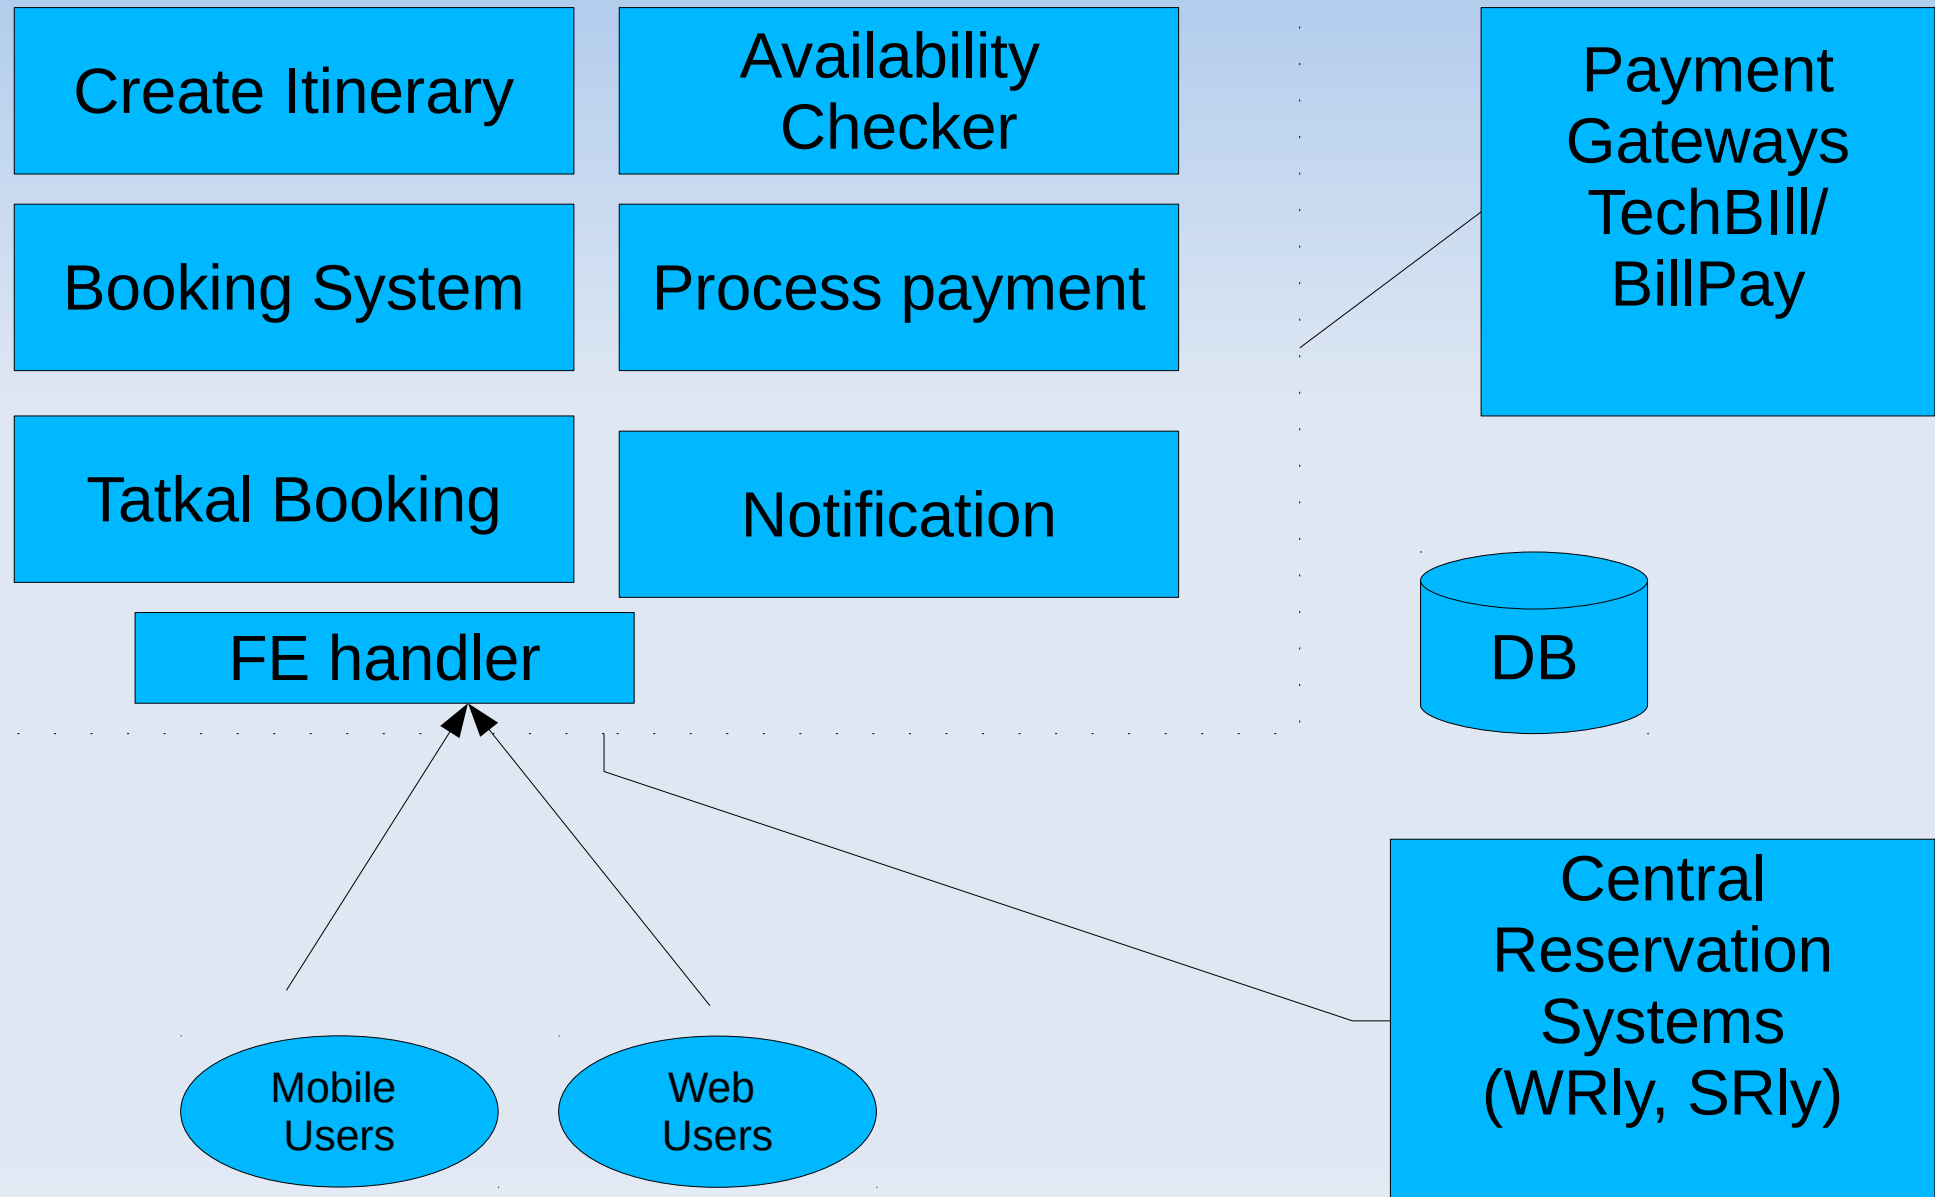 Create Itinerary
Availability
Checker
Payment
Gateways
TechBIll/
BillPay
Booking System
Process payment
Tatkal Booking
Notification
FE handler
DB
Central
Reservation
Systems
(WRly, SRly)
Mobile
Users
Web
Users